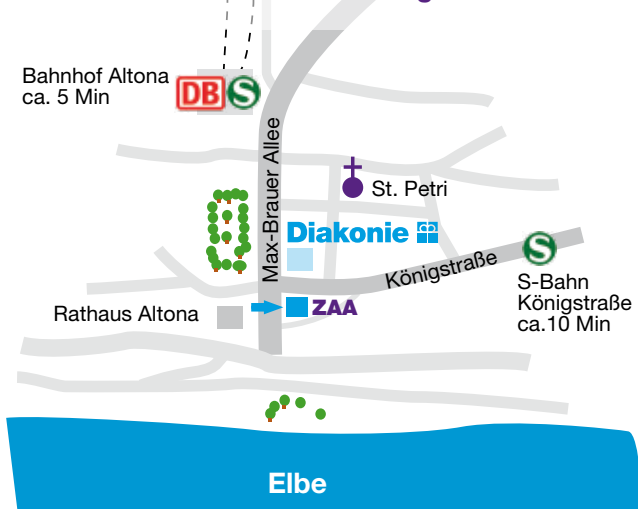 Bahnhof Altona
ca. 5 Min
DB
S
Max-Brauer Allee
St. Petri
Diakonie
Königstraße
S
S-Bahn
Königstraße
ca.10 Min
Rathaus Altona
ZAA
Elbe